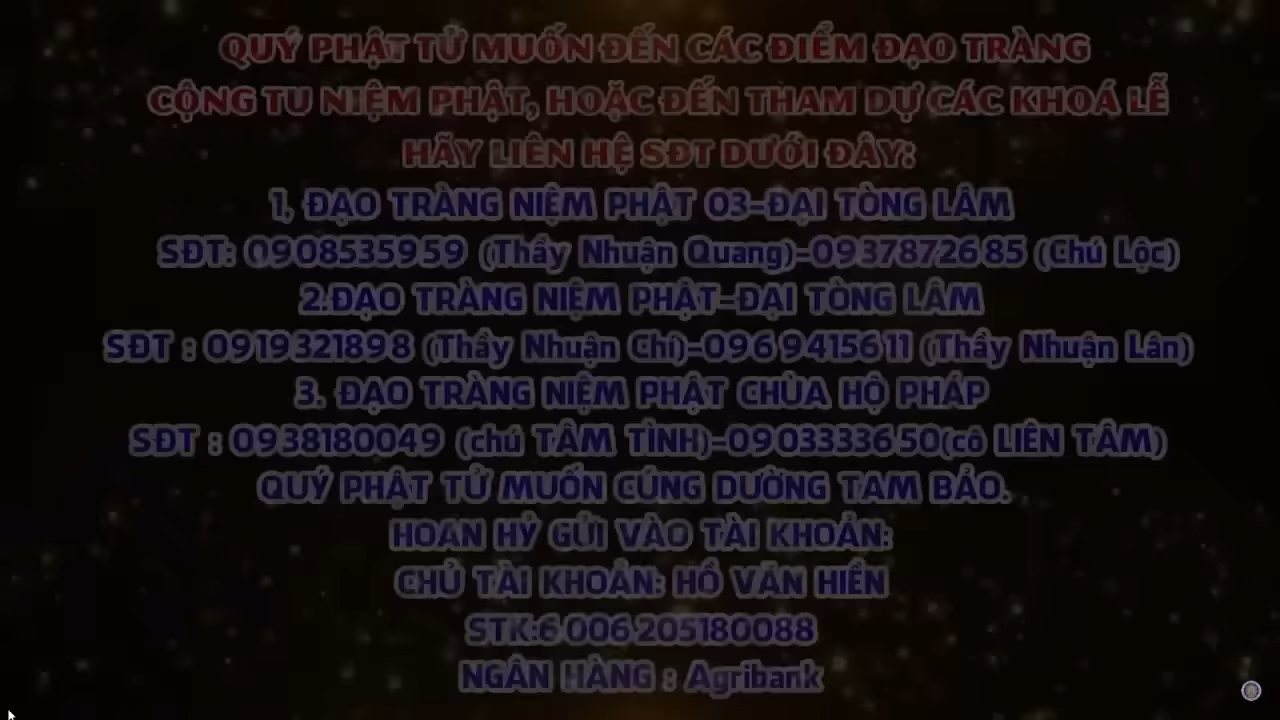 QUÝ PHẬT TỬ MUỐN ĐẾN CÁC ĐIỂM ĐẠO TRÀNG
CỘNG TU NIỆM PHẬT, HOẶC ĐẾN THAM DỰ CÁC KHOÁ LỄ
HÃY LIÊN HỆ SĐT DƯỚI ĐÂY:
1, ĐẠO TRÀNG NIỆM PHẬT 03-ĐẠI TÒNG LÂM
SĐT: 0908535959 (Thầy Nhuận Quang)-0937872685 (Chú Lộc)
2.ĐẠO TRÀNG NIỆM PHẬT-ĐẠI TÒNG LÂM
SĐT : 0919321898 (Thầy Nhuận Chí)-0969415611 (Thầy Nhuận Lân)
3. ĐẠO TRÀNG NIỆM PHẬT CHÙA HỘ PHÁP
SĐT : 0938180049 (chú TÂM TỈNH)-0903333650(cô LIÊN TÂM)
QUÝ PHẬT TỬ MUỐN CÚNG DƯỜNG TAM BẢO.
HOAN HỶ GỬI VÀO TÀI KHOẢN:
CHỦ TÀI KHOẢN: HỒ VĂN HIỀN
STK:6006205180088
NGÂN HÀNG : Agribank